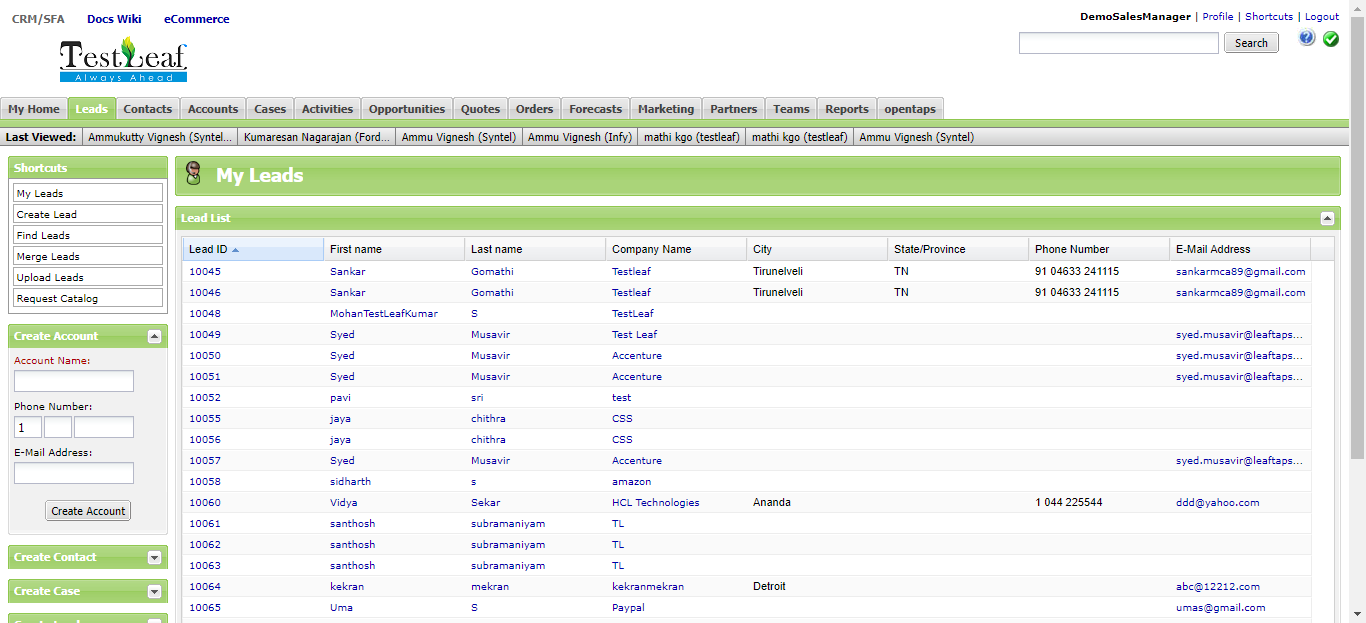 CRM/SFA Docs Wiki eCommerce
DemoSalesManager | Profile | Shortcuts | Logout
Search
TestLeaf
Always Ahead
My Home Leads Contacts Accounts Cases Activities Opportunities Quotes Orders Forecasts Marketing Partners Teams Reports opentaps
Last Viewed: Ammukutty Vignesh (Syntel... Kumaresan Nagarajan (Ford... Ammu Vignesh (Syntel) Ammu Vignesh (Infy) mathi kgo (testleaf) mathi kgo (testleaf) Ammu Vignesh (Syntel)
Shortcuts
My Leads
Create Lead
Find Leads
Merge Leads
Upload Leads
Request Catalog
Create Account
Account Name:
Phone Number:
1
E-Mail Address:
Create Account
Create Contact
Create Case
My Leads
Lead List
Lead ID First name Last name Company Name City State/Province Phone Number E-Mail Address
10045 Sankar Gomathi Testleaf Tirunelveli TN 91 04633 241115 sankarmca89@gmail.com
10046 Sankar Gomathi Testleaf Tirunelveli TN 91 04633 241115 sankarmca89@gmail.com
10048 MohanTestLeafKumar S TestLeaf
10049 Syed Musavir Test Leaf syed.musavir@leaftaps...
10050 Syed Musavir Accenture syed.musavir@leaftaps...
10051 Syed Musavir Accenture syed.musavir@leaftaps...
10052 pavi sri test
10055 jaya chithra CSS
10056 jaya chithra CSS
10057 Syed Musavir Accenture syed.musavir@leaftaps...
10058 sidharth s amazon
10060 Vidya Sekar HCL Technologies Ananda 1 044 225544 ddd@yahoo.com
10061 santhosh subramaniyam TL
10062 santhosh subramaniyam TL
10063 santhosh subramaniyam TL
10064 kekran mekran kekranmekran Detroit abc@12212.com
10065 Uma S Paypal umas@gmail.com